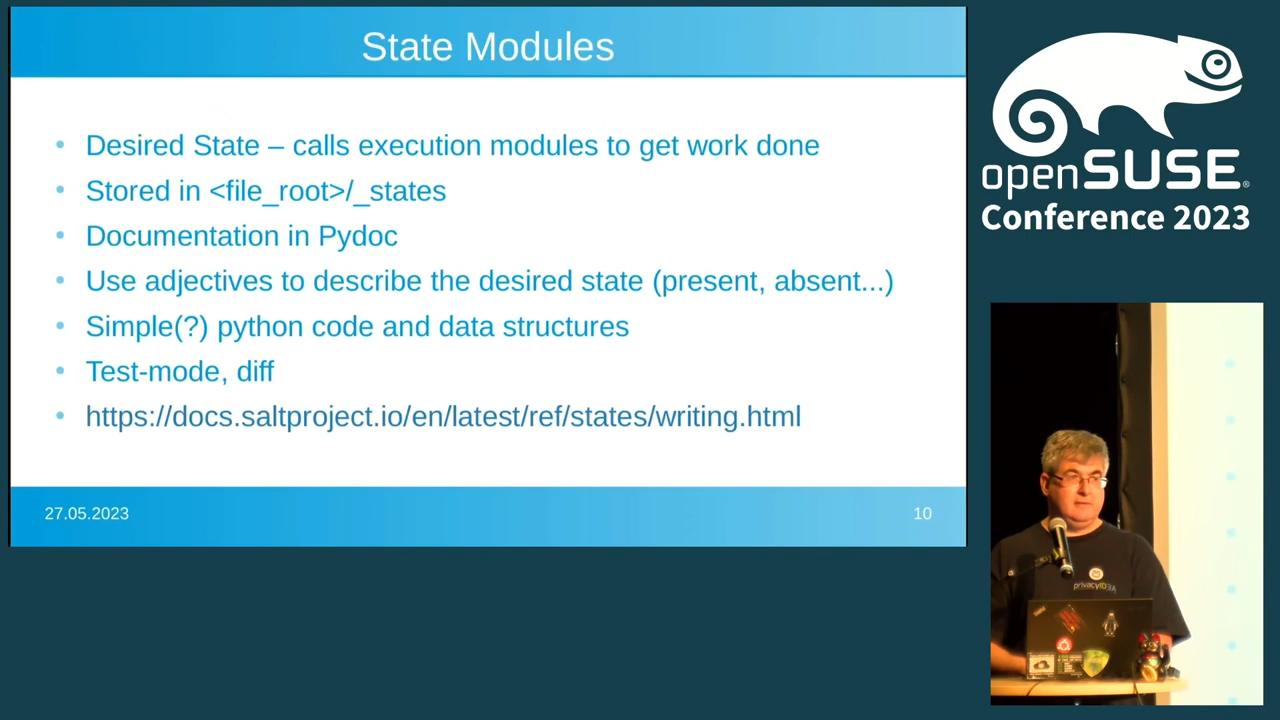 State Modules
• Desired State – calls execution modules to get work done
• Stored in <file_root>/_states
• Documentation in Pydoc
• Use adjectives to describe the desired state (present, absent...)
• Simple(?) python code and data structures
• Test-mode, diff
• https://docs.saltproject.io/en/latest/ref/states/writing.html
27.05.2023
10
openSUSE®
Conference 2023
privacyIDEA